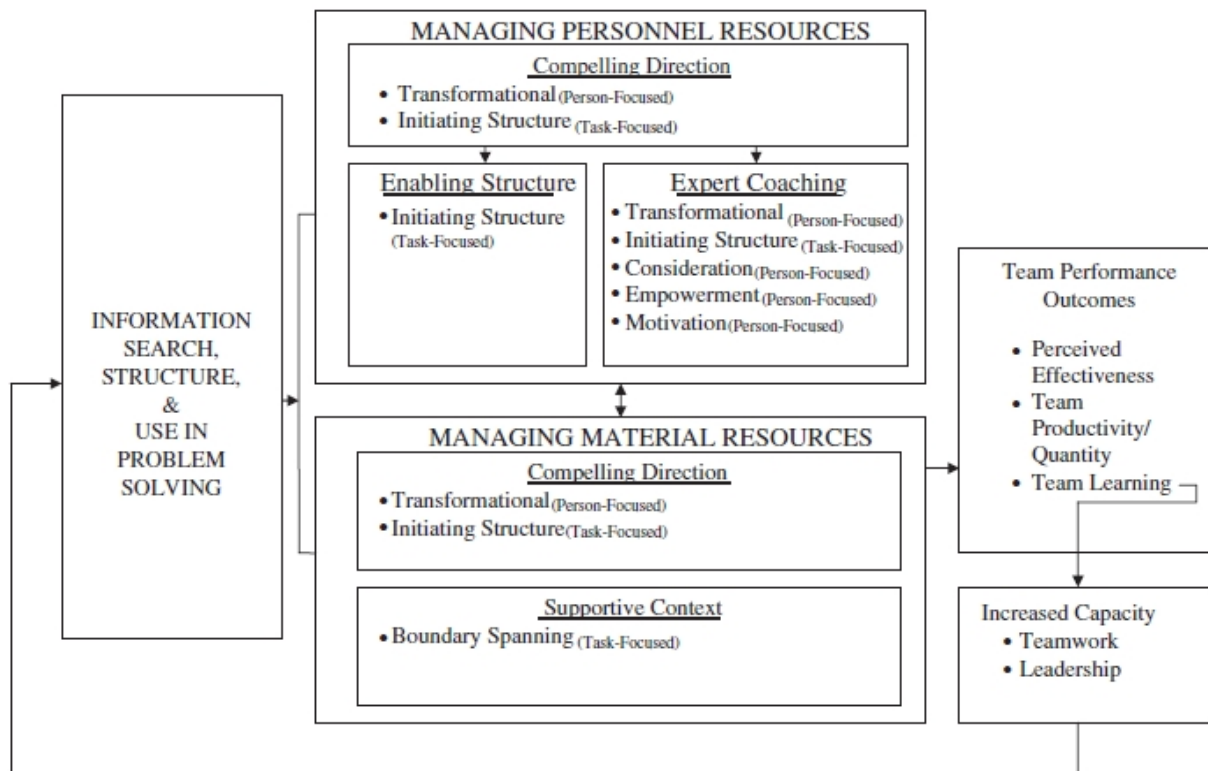 MANAGING PERSONNEL RESOURCES
Compelling Direction
• Transformational (Person-Focused)
• Initiating Structure (Task-Focused)
Enabling Structure
• Initiating Structure
(Task-Focused)
Expert Coaching
• Transformational (Person-Focused)
• Initiating Structure (Task-Focused)
• Consideration (Person-Focused)
• Empowerment (Person-Focused)
• Motivation (Person-Focused)
INFORMATION
SEARCH,
STRUCTURE,
&
USE IN
PROBLEM
SOLVING
MANAGING MATERIAL RESOURCES
Compelling Direction
• Transformational (Person-Focused)
• Initiating Structure (Task-Focused)
Supportive Context
• Boundary Spanning (Task-Focused)
Team Performance
Outcomes
• Perceived
Effectiveness
• Team
Productivity/
Quantity
• Team Learning
Increased Capacity
• Teamwork
• Leadership